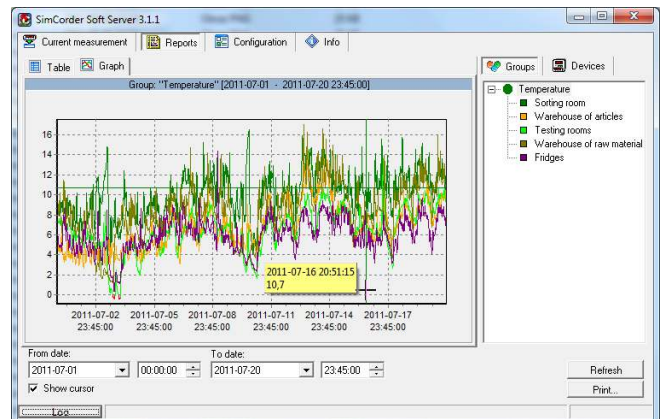 SimCorder Soft Server 3.1.1
Current measurement Reports Configuration Info
Table Graph
Groups Devices
Group: "Temperature" [2011-07-01 - 2011-07-20 23:45:00]
Temperature
Sorting room
Warehouse of articles
Testing rooms
Warehouse of raw material
Fridges
16
14
12
10
8
6
4
2
0
2011-07-16 20:51:15
10,7
2011-07-02 2011-07-05 2011-07-08 2011-07-11 2011-07-14 2011-07-17
23:45:00 23:45:00 23:45:00 23:45:00 23:45:00 23:45:00
From date: To date:
2011-07-01 00:00:00 2011-07-20 23:45:00
Refresh
Show cursor
Print...
Log